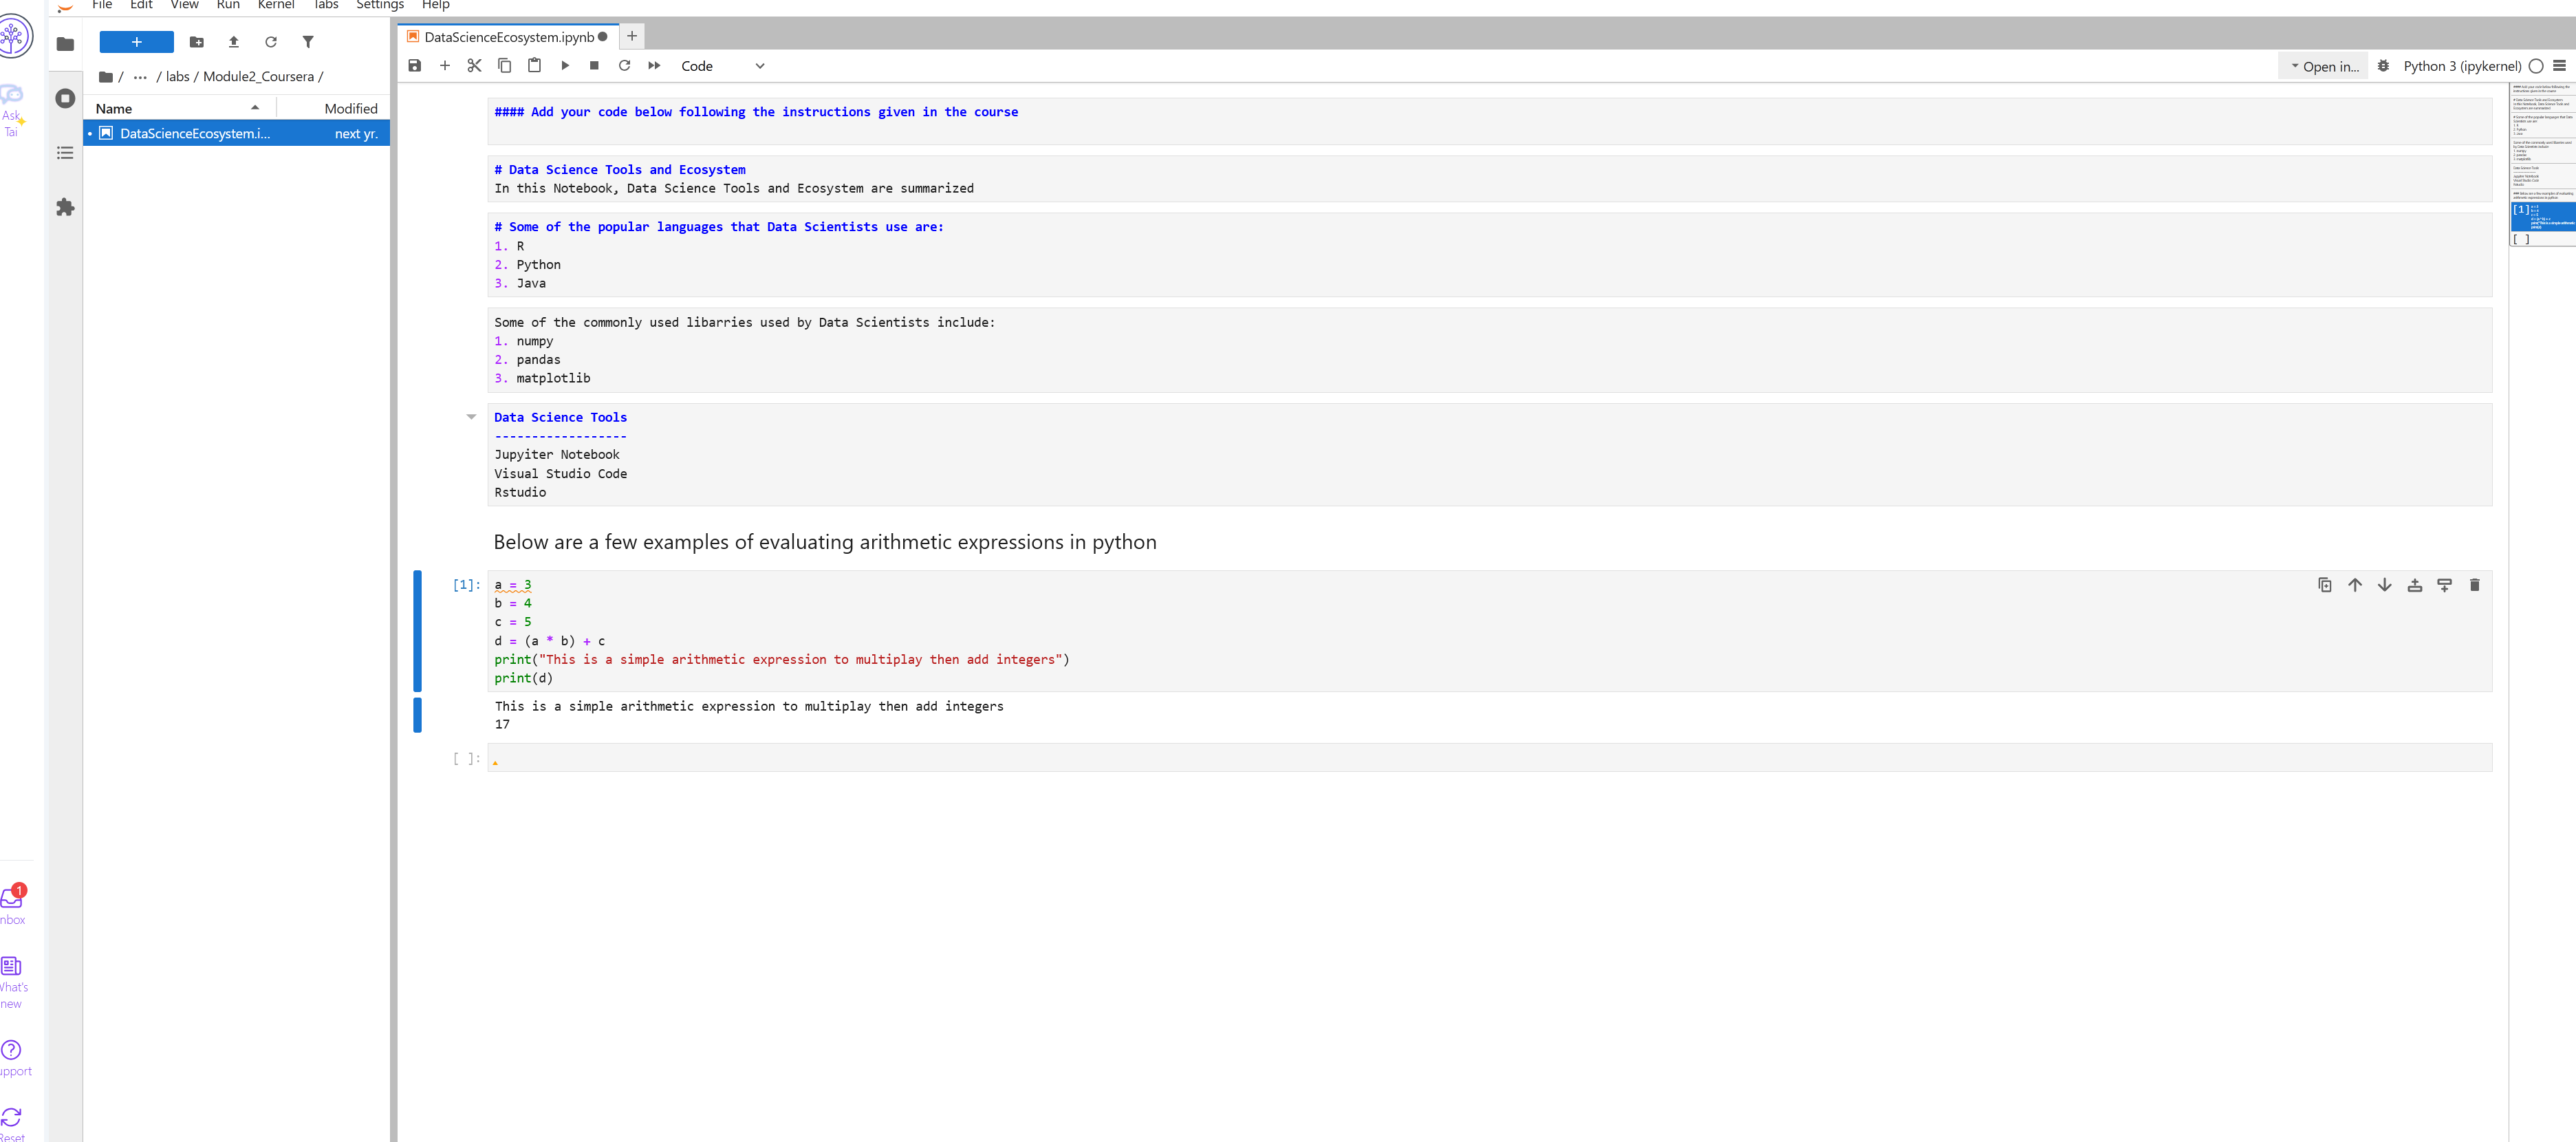 File Edit View Run Kernel Tabs Settings Help
Ask
Tai
1
nbox
What's
new
upport
Reset
/ ... / labs / Module2_Coursera /
Name Modified
DataScienceEcosystem.i... next yr.
DataScienceEcosystem.ipynb
Code
Open in...
Python 3 (ipykernel)
#### Add your code below following the instructions given in the course
# Data Science Tools and Ecosystem
In this Notebook, Data Science Tools and Ecosystem are summarized
# Some of the popular languages that Data Scientists use are:
1. R
2. Python
3. Java
Some of the commonly used libarries used by Data Scientists include:
1. numpy
2. pandas
3. matplotlib
Data Science Tools
------------------
Jupyiter Notebook
Visual Studio Code
Rstudio
Below are a few examples of evaluating arithmetic expressions in python
[1]: a = 3
b = 4
c = 5
d = (a * b) + c
print("This is a simple arithmetic expression to multiplay then add integers")
print(d)
This is a simple arithmetic expression to multiplay then add integers
17
[ ]:
[1]
[ ]